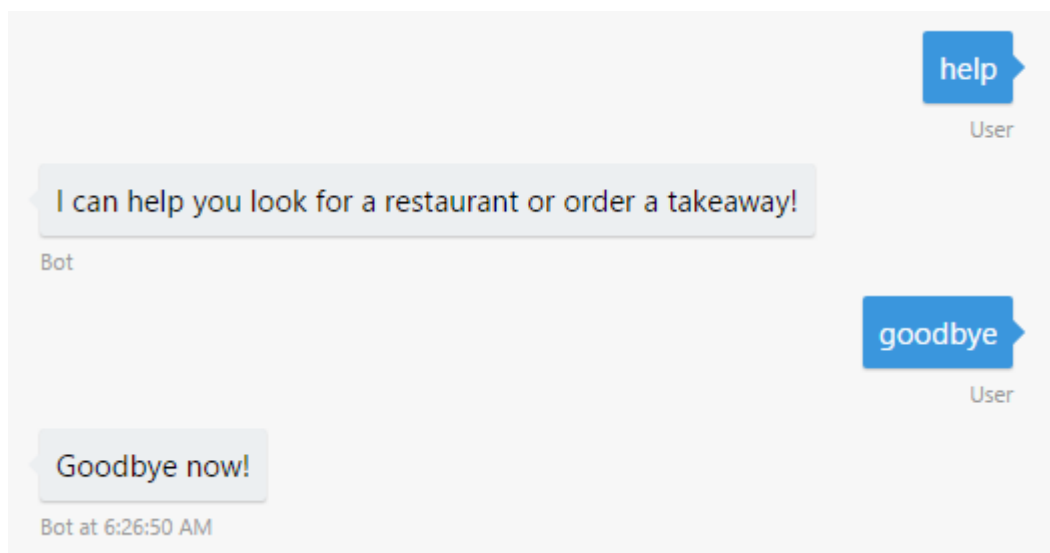 help
User
I can help you look for a restaurant or order a takeaway!
Bot
goodbye
User
Goodbye now!
Bot at 6:26:50 AM